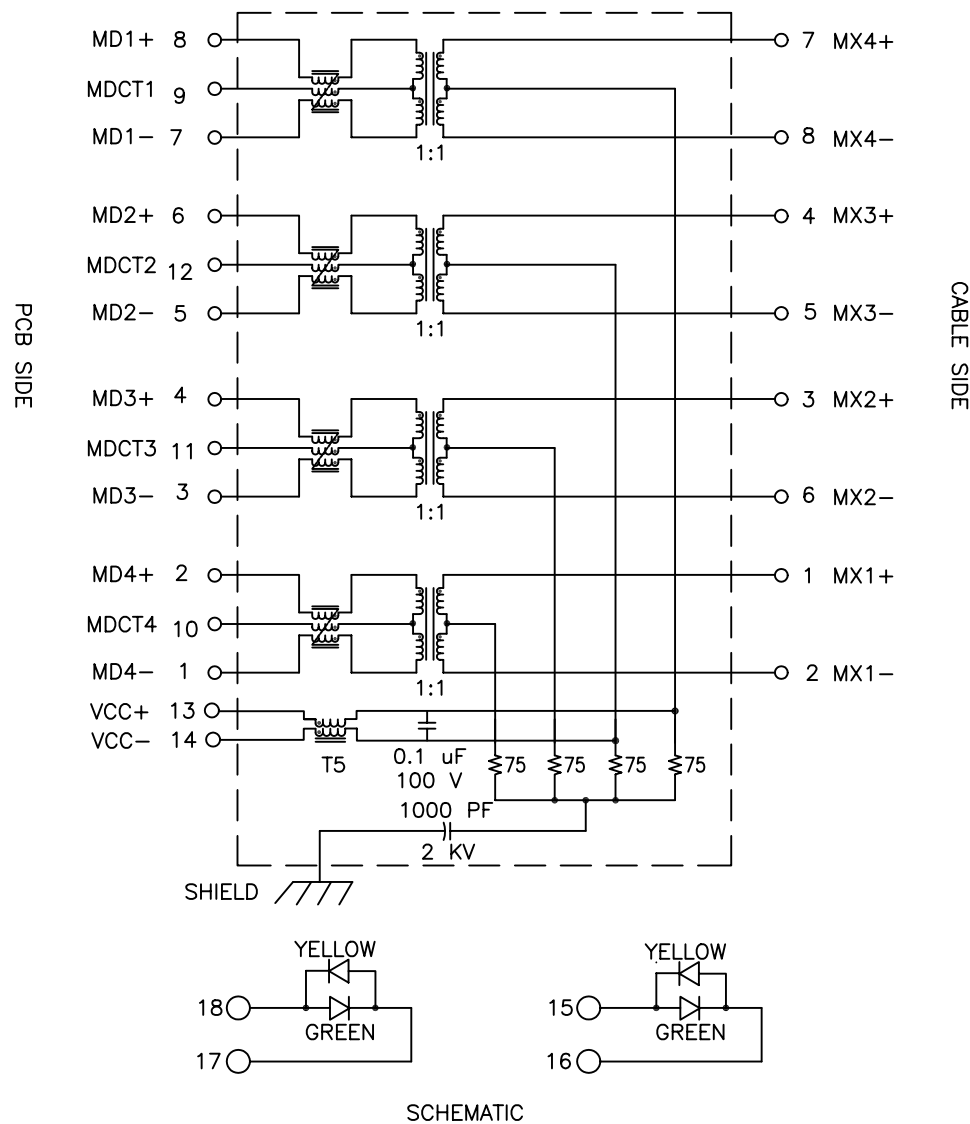 MD1+ 8
7 MX4+
MDCT1 9
MD1- 7
8 MX4-
1:1
MD2+ 6
4 MX3+
MDCT2 12
MD2- 5
5 MX3-
1:1
PCB SIDE
CABLE SIDE
MD3+ 4
3 MX2+
MDCT3 11
MD3- 3
6 MX2-
1:1
MD4+ 2
1 MX1+
MDCT4 10
MD4- 1
2 MX1-
1:1
VCC+ 13
VCC- 14
T5
0.1 uF
100 V
75 75 75 75
1000 PF
2 KV
SHIELD
YELLOW
18
GREEN
17
YELLOW
15
GREEN
16
SCHEMATIC